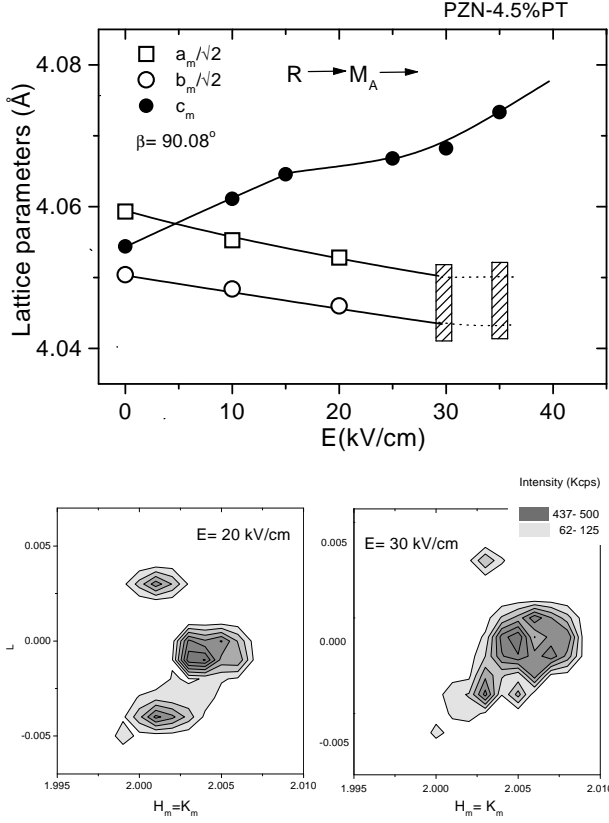 PZN-4.5%PT
a_m/√2
b_m/√2
c_m
β= 90.08°
R → M_A →
Lattice parameters (Å)
4.08
4.06
4.04
0 10 20 30 40
E(kV/cm)
Intensity (Kcps)
437- 500
62- 125
E= 20 kV/cm
0.005
0.000
-0.005
L
1.995 2.000 2.005 2.010
H_m=K_m
E= 30 kV/cm
0.005
0.000
-0.005
1.995 2.000 2.005 2.010
H_m=K_m